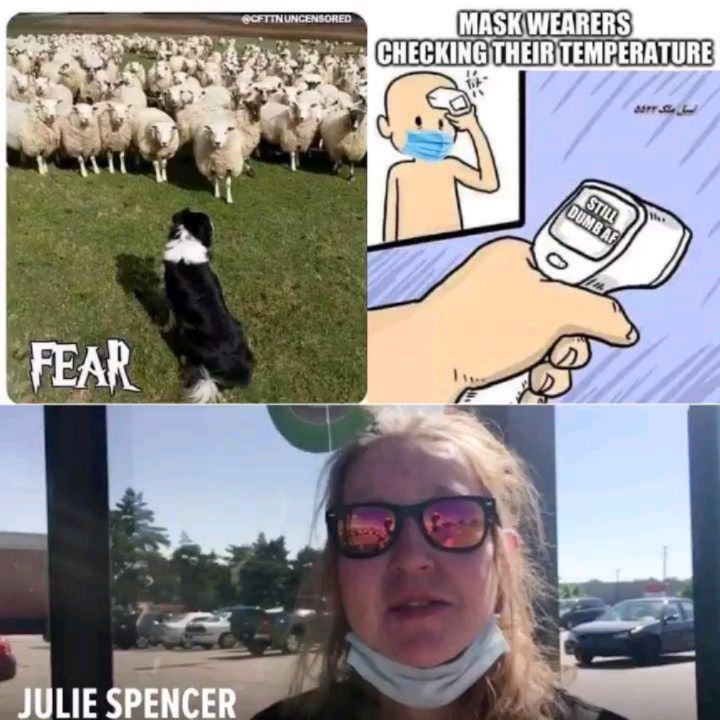 @CFTTNUNCENSORED
FEAR
MASK WEARERS
CHECKING THEIR TEMPERATURE
STILL
DUMB AF
JULIE SPENCER